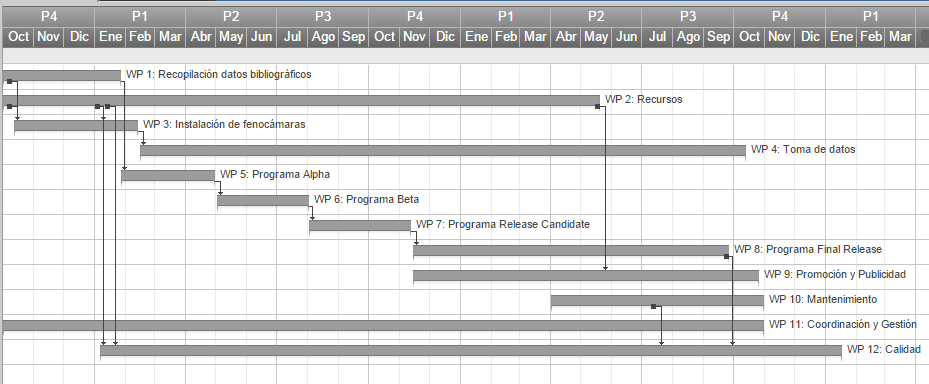 P4 P1 P2 P3 P4 P1 P2 P3 P4 P1
Oct Nov Dic Ene Feb Mar Abr May Jun Jul Ago Sep Oct Nov Dic Ene Feb Mar Abr May Jun Jul Ago Sep Oct Nov Dic Ene Feb Mar
WP 1: Recopilación datos bibliográficos
WP 2: Recursos
WP 3: Instalación de fenocámaras
WP 4: Toma de datos
WP 5: Programa Alpha
WP 6: Programa Beta
WP 7: Programa Release Candidate
WP 8: Programa Final Release
WP 9: Promoción y Publicidad
WP 10: Mantenimiento
WP 11: Coordinación y Gestión
WP 12: Calidad